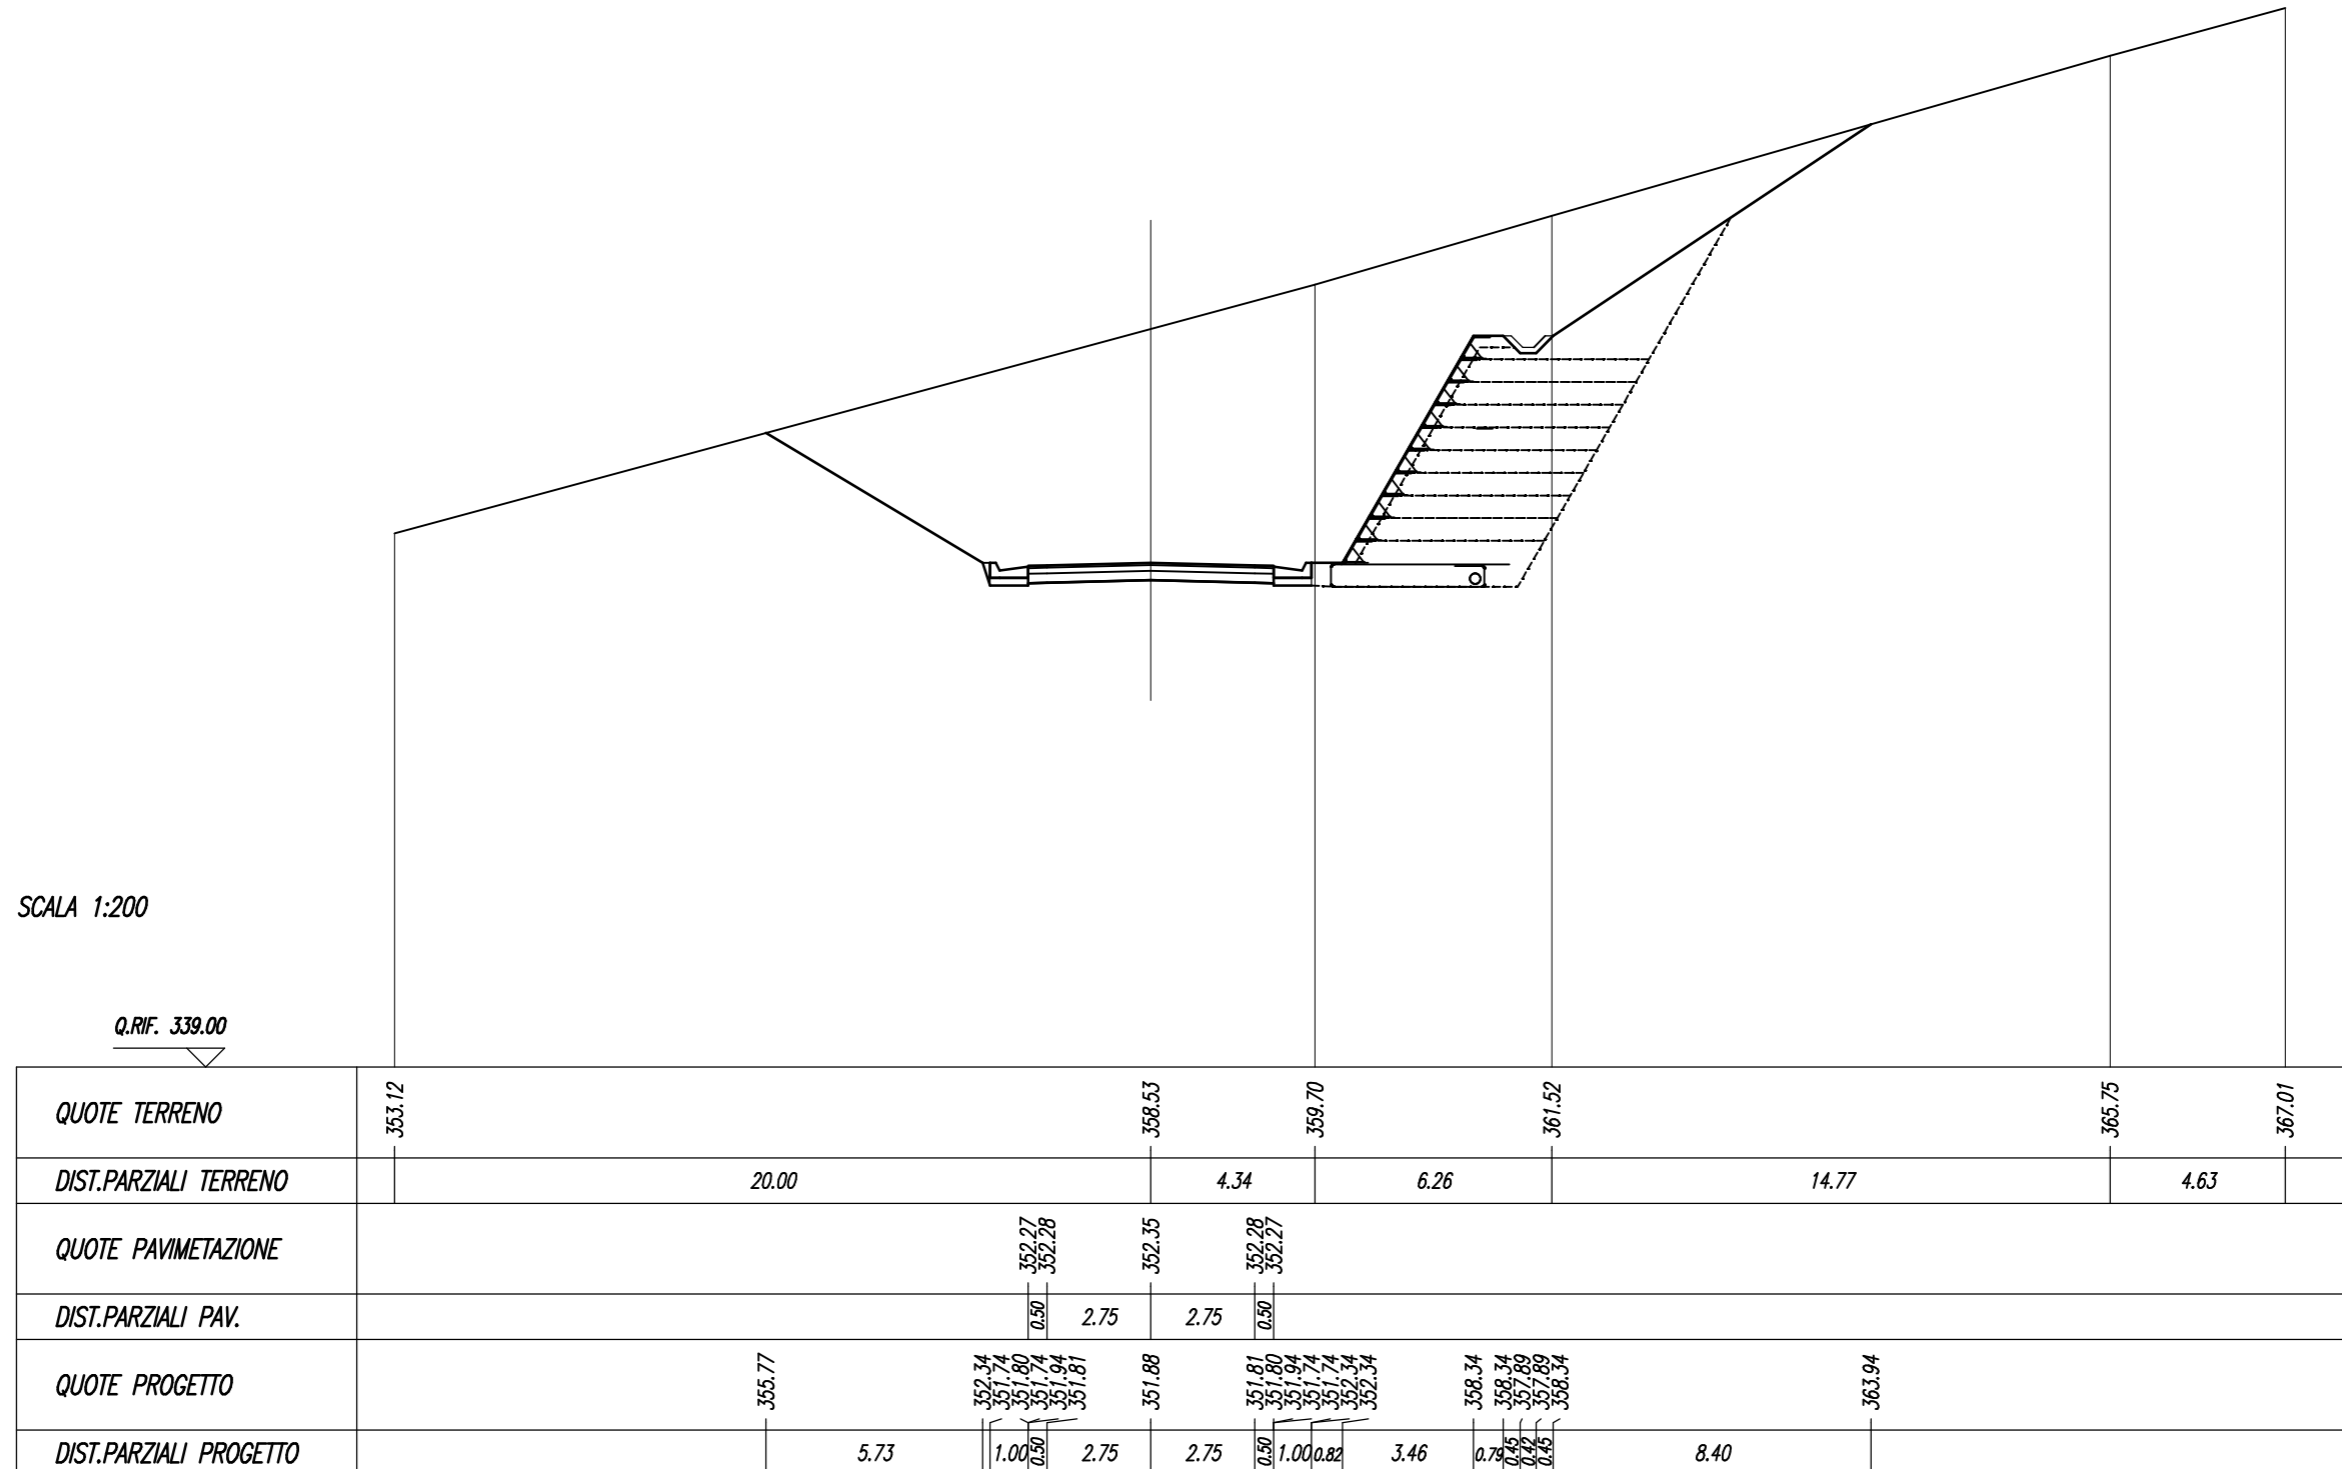 SCALA 1:200
Q.RIF. 339.00
QUOTE TERRENO 353.12 358.53 359.70 361.52 365.75 367.01
DIST.PARZIALI TERRENO 20.00 4.34 6.26 14.77 4.63
QUOTE PAVIMETAZIONE 352.27 352.28 352.35 352.28 352.27
DIST.PARZIALI PAV. 0.50 2.75 2.75 0.50
QUOTE PROGETTO 355.77 352.34 351.74 351.80 351.74 351.94 351.81 351.88 351.81 351.80 351.94 351.74 351.74 352.34 352.34 358.34 358.34 357.89 357.89 358.34 363.94
DIST.PARZIALI PROGETTO 5.73 1.00 0.50 2.75 2.75 0.50 1.00 0.82 3.46 0.79 0.45 0.42 0.45 8.40